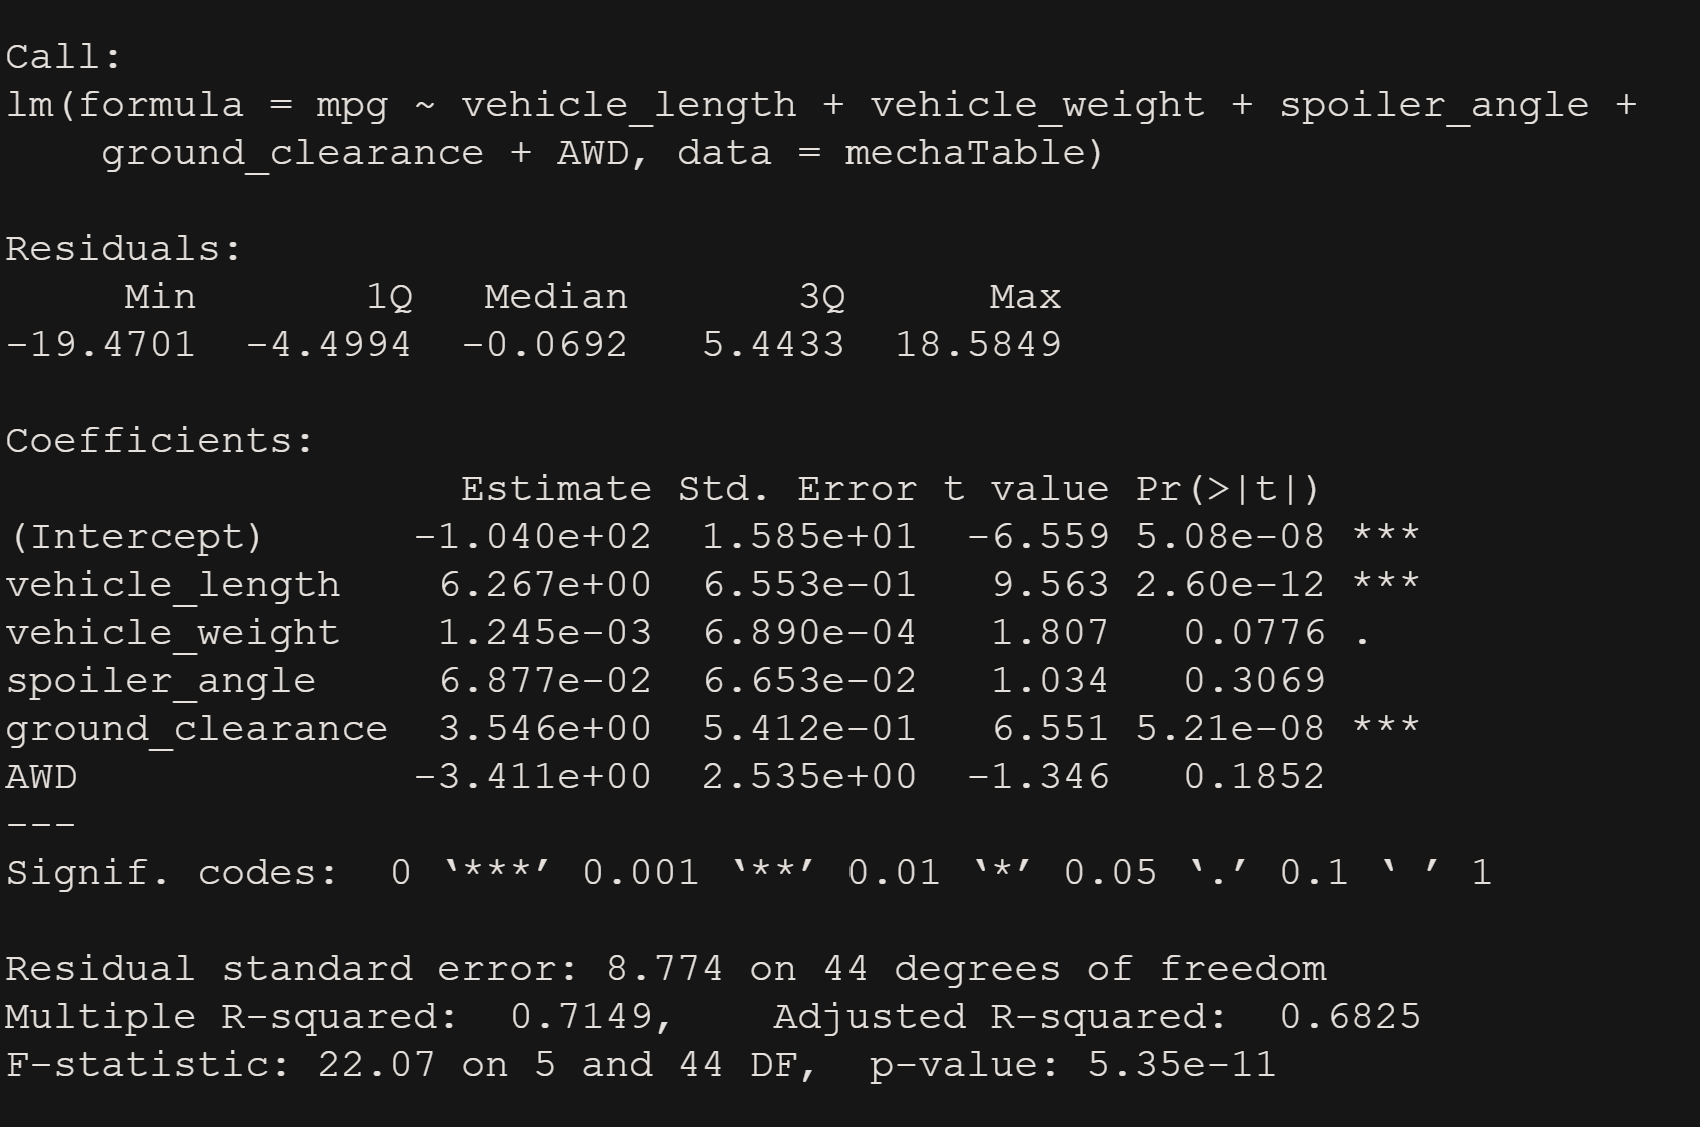 Call:
lm(formula = mpg ~ vehicle_length + vehicle_weight + spoiler_angle +
    ground_clearance + AWD, data = mechaTable)

Residuals:
     Min       1Q   Median       3Q      Max
-19.4701  -4.4994  -0.0692   5.4433  18.5849

Coefficients:
                   Estimate Std. Error t value Pr(>|t|)
(Intercept)      -1.040e+02  1.585e+01  -6.559 5.08e-08 ***
vehicle_length    6.267e+00  6.553e-01   9.563 2.60e-12 ***
vehicle_weight    1.245e-03  6.890e-04   1.807   0.0776 .
spoiler_angle     6.877e-02  6.653e-02   1.034   0.3069
ground_clearance  3.546e+00  5.412e-01   6.551 5.21e-08 ***
AWD              -3.411e+00  2.535e+00  -1.346   0.1852
---
Signif. codes:  0 ‘***’ 0.001 ‘**’ 0.01 ‘*’ 0.05 ‘.’ 0.1 ‘ ’ 1

Residual standard error: 8.774 on 44 degrees of freedom
Multiple R-squared:  0.7149,    Adjusted R-squared:  0.6825
F-statistic: 22.07 on 5 and 44 DF,  p-value: 5.35e-11